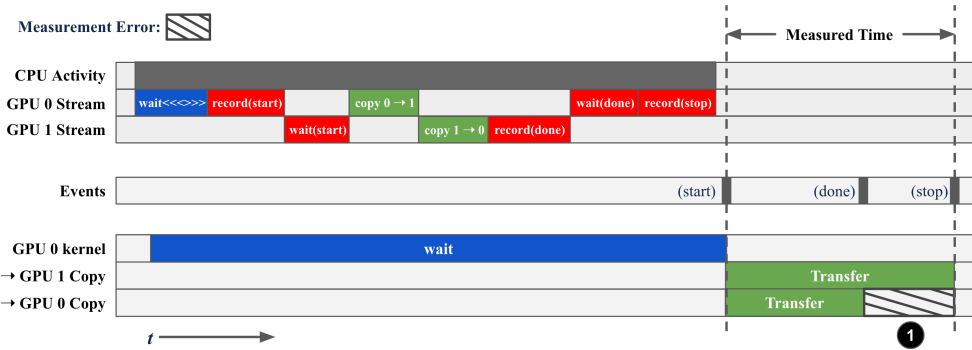 Measurement Error:
Measured Time
CPU Activity
GPU 0 Stream
wait<<<>>>
record(start)
copy 0 → 1
wait(done)
record(stop)
GPU 1 Stream
wait(start)
copy 1 → 0
record(done)
Events
(start)
(done)
(stop)
GPU 0 kernel
wait
→ GPU 1 Copy
Transfer
→ GPU 0 Copy
Transfer
t
1